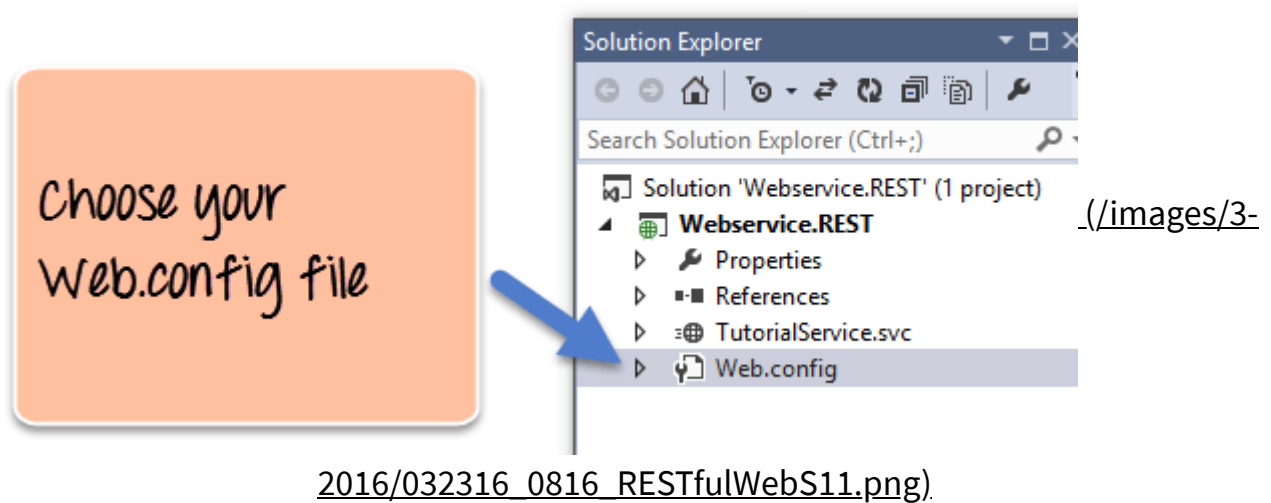 Solution Explorer
Search Solution Explorer (Ctrl+;)
Choose your
Web.config file
Solution 'Webservice.REST' (1 project)
Webservice.REST
Properties
References
TutorialService.svc
Web.config
(/images/3-
2016/032316_0816_RESTfulWebS11.png)